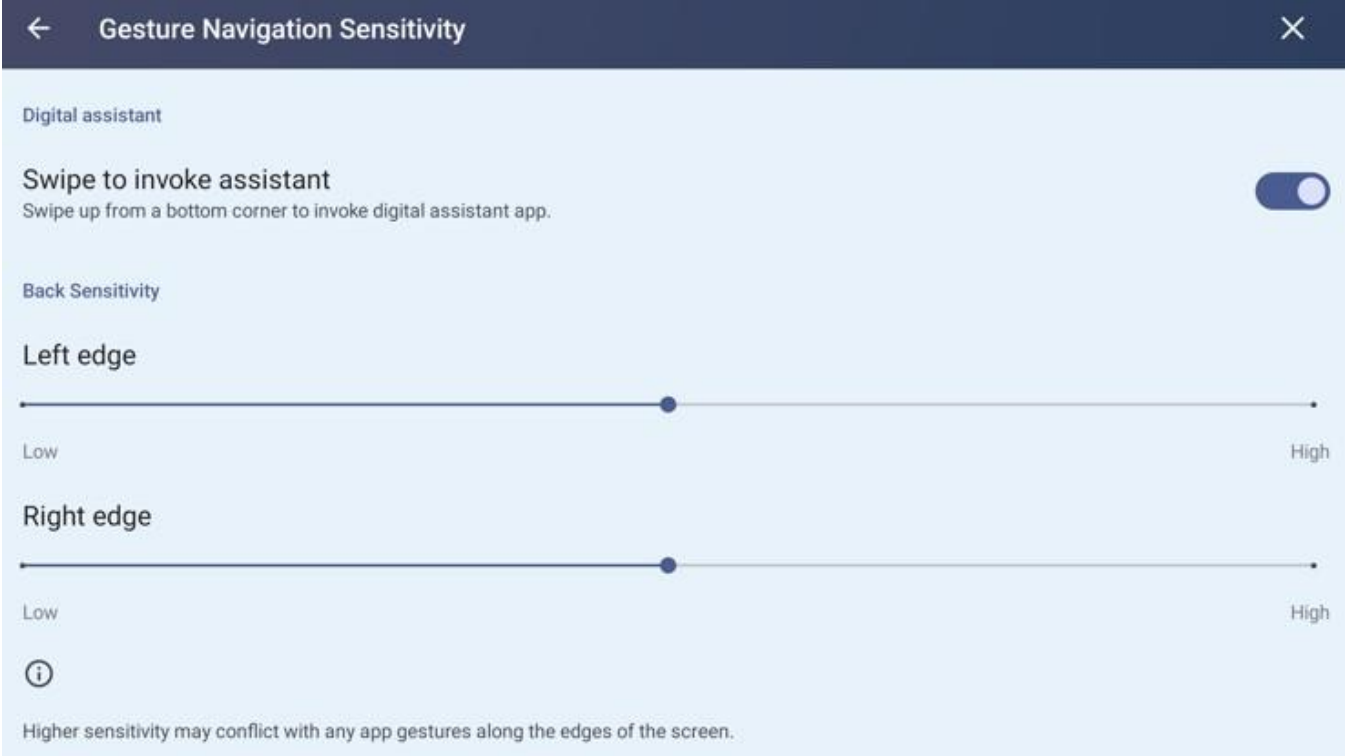 Gesture Navigation Sensitivity
Digital assistant
Swipe to invoke assistant
Swipe up from a bottom corner to invoke digital assistant app.
Back Sensitivity
Left edge
Low High
Right edge
Low High
Higher sensitivity may conflict with any app gestures along the edges of the screen.